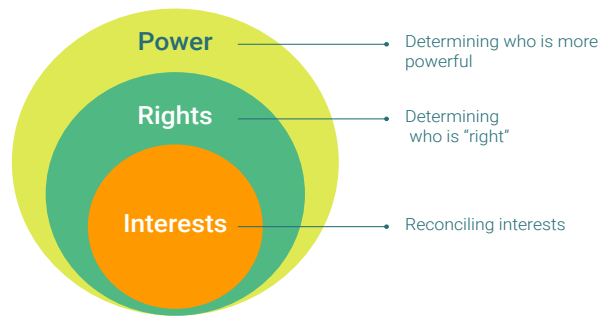 Power
Determining who is more
powerful
Rights
Determining
who is “right”
Interests
Reconciling interests